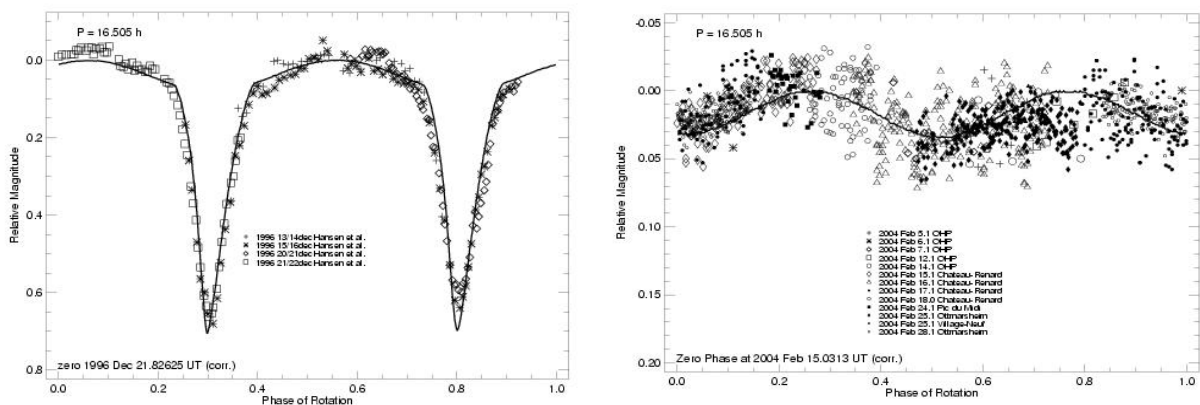 P = 16.505 h
0.0
0.2
0.4
0.6
0.8
Relative Magnitude
+ 1996 13/14dec Hansen et al.
1996 15/16dec Hansen et al.
◇ 1996 20/21dec Hansen et al.
□ 1996 21/22dec Hansen et al.
zero 1996 Dec 21.82625 UT (corr.)
0.0 0.2 0.4 0.6 0.8 1.0
Phase of Rotation
-0.05
0.00
0.05
0.10
0.15
0.20
Relative Magnitude
P = 16.505 h
2004 Feb 5.1 OHP
2004 Feb 6.1 OHP
2004 Feb 7.1 OHP
2004 Feb 12.1 OHP
2004 Feb 14.1 OHP
2004 Feb 15.1 Chateau-Renard
2004 Feb 16.1 Chateau-Renard
2004 Feb 17.1 Chateau-Renard
2004 Feb 18.0 Chateau-Renard
2004 Feb 24.1 Pic du Midi
2004 Feb 25.1 Ottmarsheim
2004 Feb 25.1 Village-Neuf
2004 Feb 28.1 Ottmarsheim
Zero Phase at 2004 Feb 15.0313 UT (corr.)
0.0 0.2 0.4 0.6 0.8 1.0
Phase of Rotation